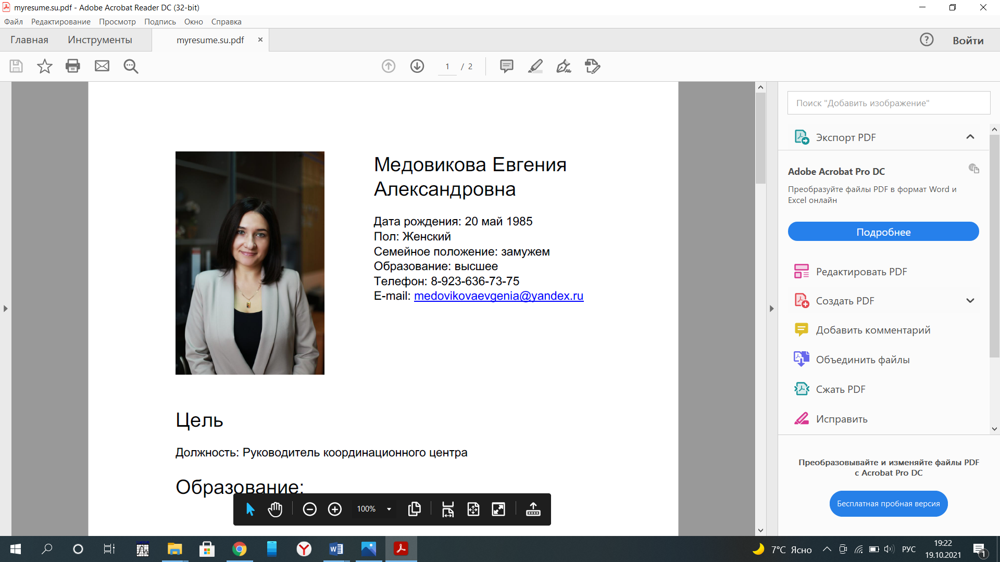 myresume.su.pdf - Adobe Acrobat Reader DC (32-bit)
Файл Редактирование Просмотр Подпись Окно Справка
Главная Инструменты myresume.su.pdf Войти
1 / 2
Медовикова Евгения
Александровна
Дата рождения: 20 май 1985
Пол: Женский
Семейное положение: замужем
Образование: высшее
Телефон: 8-923-636-73-75
E-mail: medovikovaevgenia@yandex.ru
Цель
Должность: Руководитель координационного центра
Образование:
100%
Поиск "Добавить изображение"
Экспорт PDF
Adobe Acrobat Pro DC
Преобразуйте файлы PDF в формат Word и
Excel онлайн
Подробнее
Редактировать PDF
Создать PDF
Добавить комментарий
Объединить файлы
Сжать PDF
Исправить
Преобразовывайте и изменяйте файлы PDF
с Acrobat Pro DC
Бесплатная пробная версия
7°C Ясно
РУС
19:22
19.10.2021
1